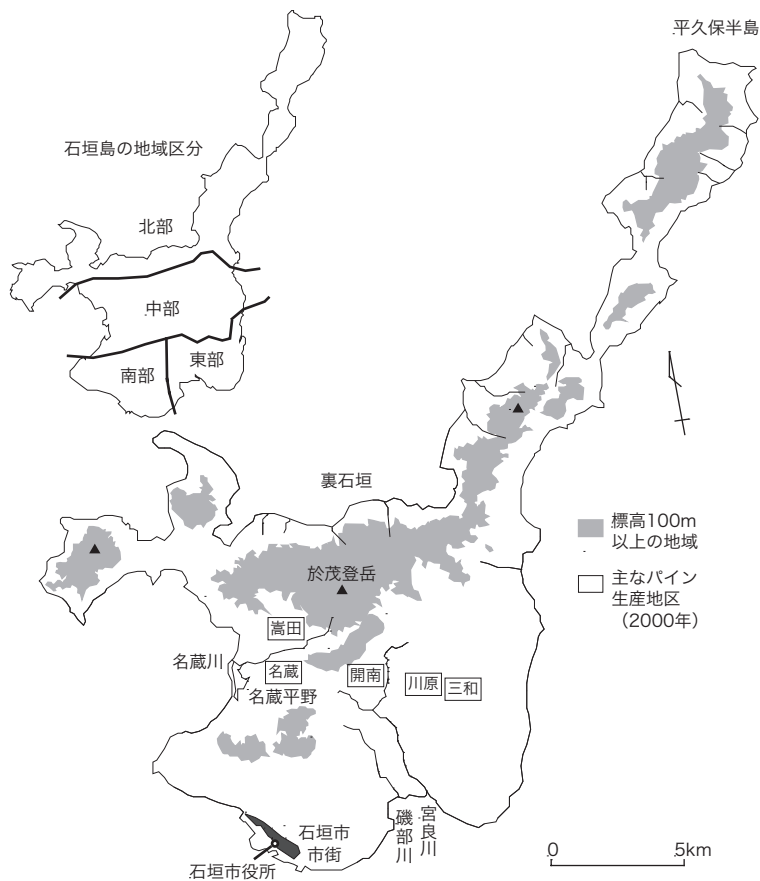 平久保半島
石垣島の地域区分
北部
中部
東部
南部
裏石垣
標高100m
以上の地域
於茂登岳
主なパイン
生産地区
（2000年）
嵩田
名蔵川
名蔵
開南
川原
三和
名蔵平野
石垣市
市街
磯部川
宮良川
石垣市役所
0
5km